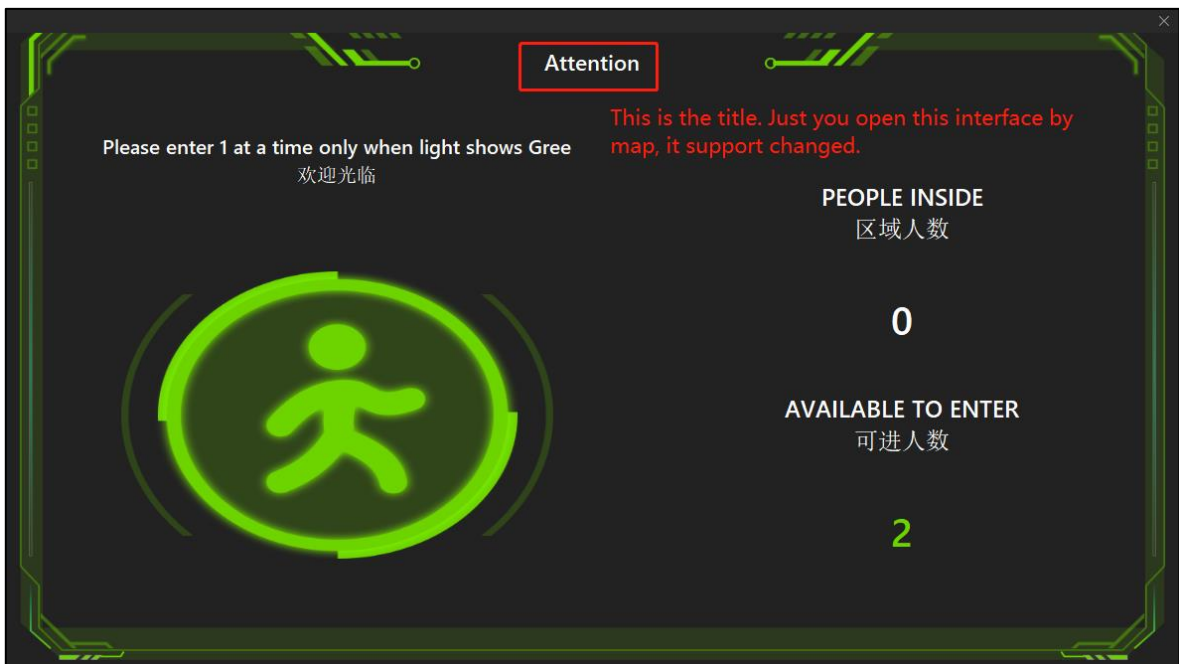 Attention
This is the title. Just you open this interface by
map, it support changed.
Please enter 1 at a time only when light shows Gree
欢迎光临
PEOPLE INSIDE
区域人数
0
AVAILABLE TO ENTER
可进人数
2